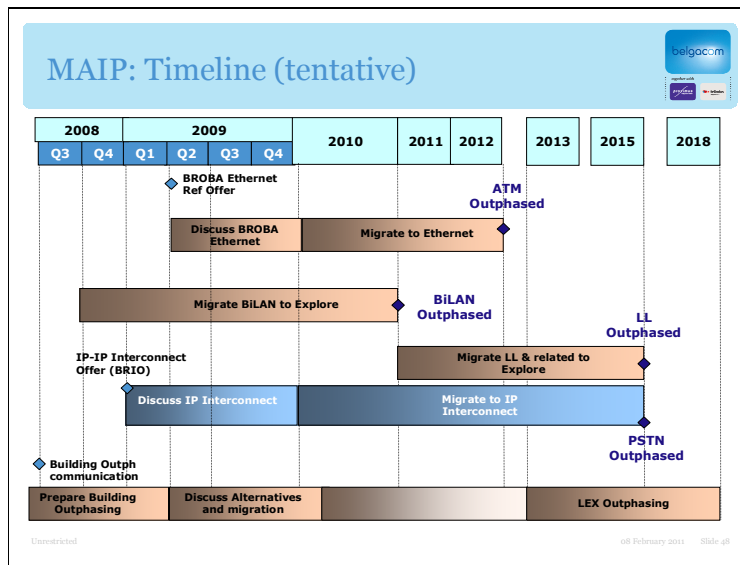 MAIP: Timeline (tentative)
belgacom
together with
2008
2009
2010
2011
2012
2013
2015
2018
Q3
Q4
Q1
Q2
Q3
Q4
BROBA Ethernet
Ref Offer
ATM
Outphased
Discuss BROBA
Ethernet
Migrate to Ethernet
Migrate BiLAN to Explore
BiLAN
Outphased
LL
Outphased
IP-IP Interconnect
Offer (BRIO)
Migrate LL & related to
Explore
Discuss IP Interconnect
Migrate to IP
Interconnect
PSTN
Outphased
Building Outph
communication
Prepare Building
Outphasing
Discuss Alternatives
and migration
LEX Outphasing
Unrestricted
08 February 2011
Slide 48